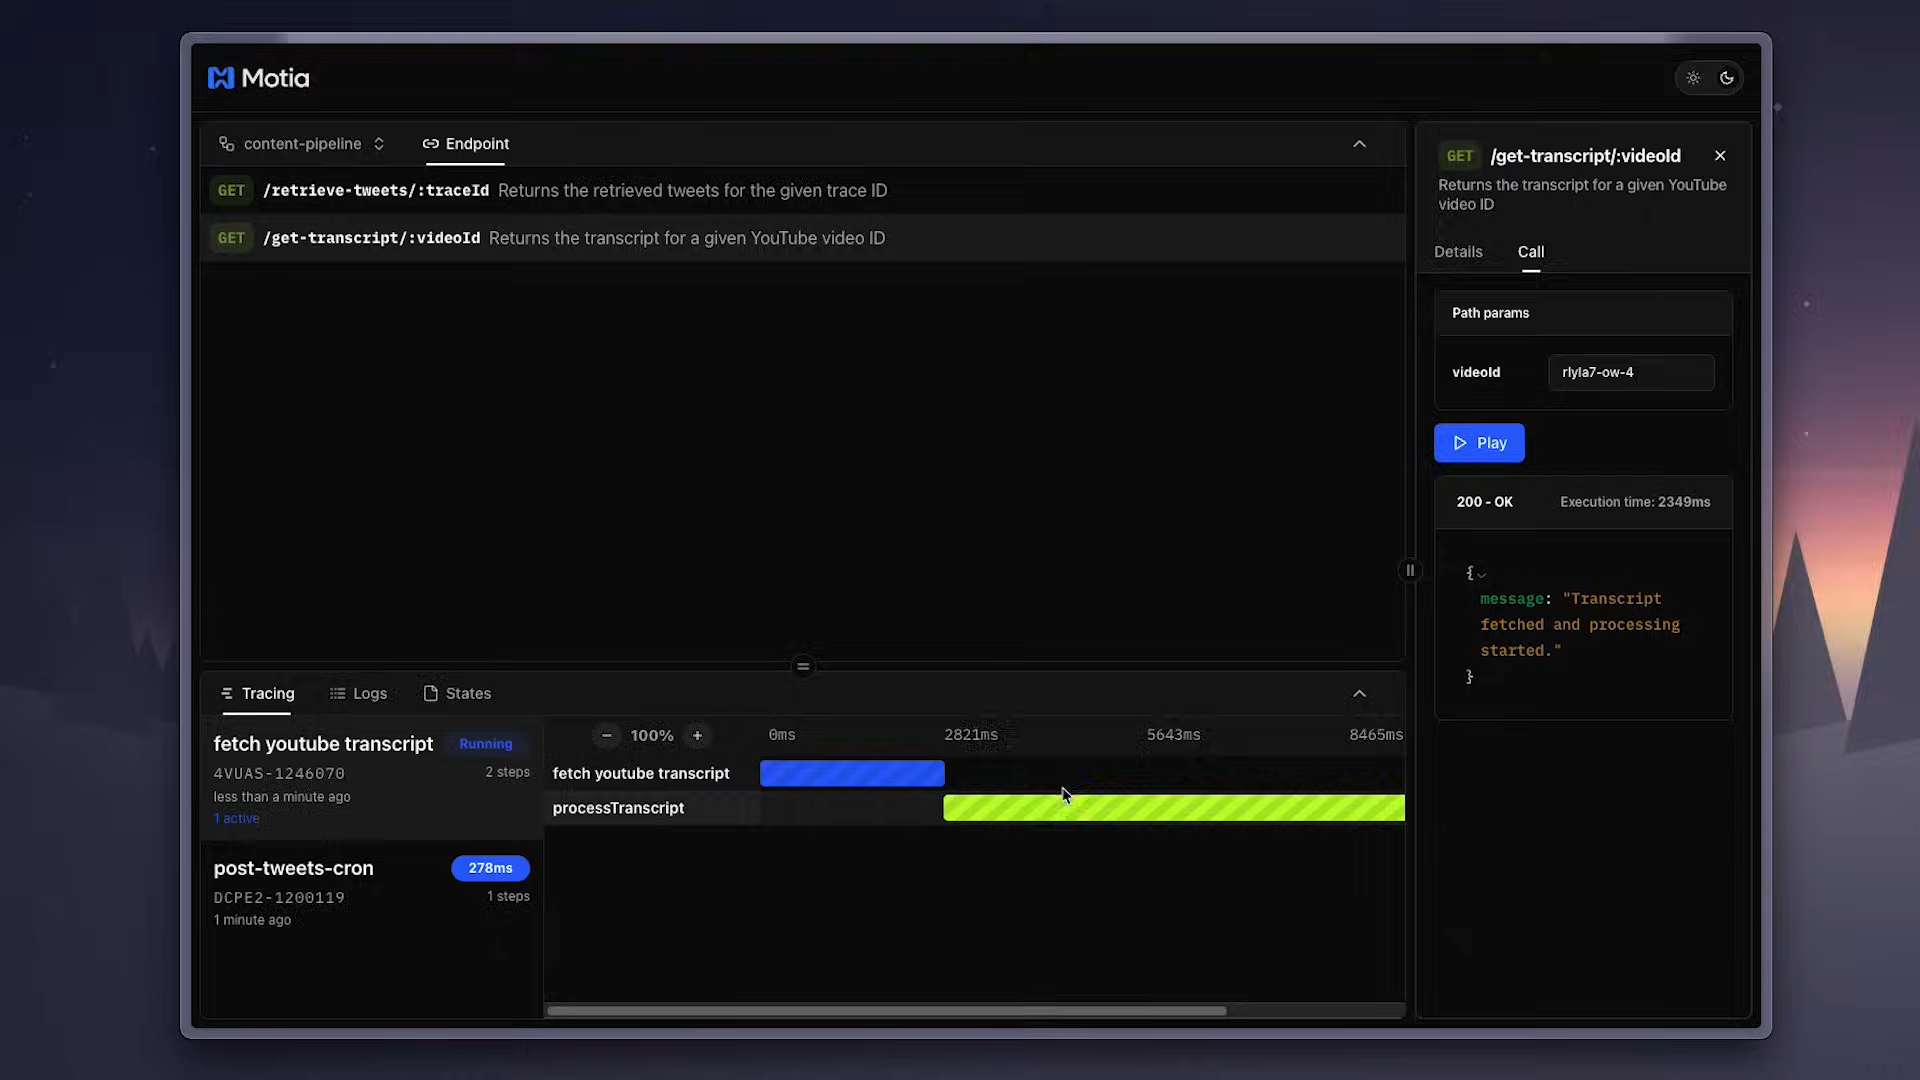 Motia
content-pipeline Endpoint
GET /retrieve-tweets/:traceId Returns the retrieved tweets for the given trace ID
GET /get-transcript/:videoId Returns the transcript for a given YouTube video ID
GET /get-transcript/:videoId
Returns the transcript for a given YouTube
video ID
Details Call
Path params
videoId rlyla7-ow-4
Play
200 - OK Execution time: 2349ms
{
message: "Transcript
fetched and processing
started."
}
Tracing Logs States
fetch youtube transcript Running
4VUAS-1246070 2 steps
less than a minute ago
1 active
post-tweets-cron 278ms
DCPE2-1200119 1 steps
1 minute ago
100% 0ms 2821ms 5643ms 8465ms
fetch youtube transcript
processTranscript